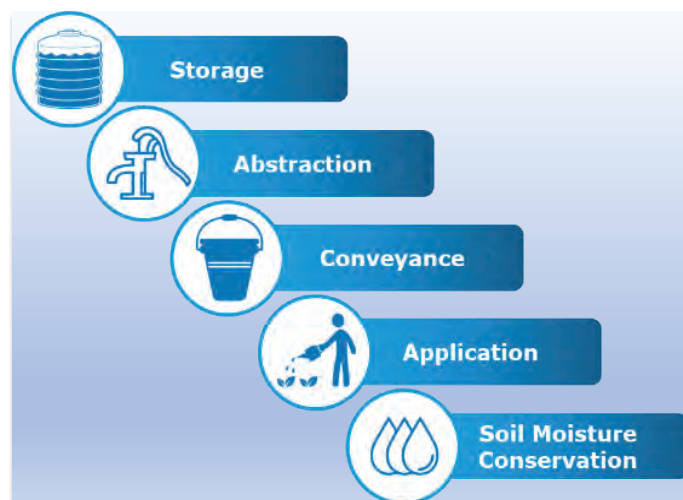 Storage
Abstraction
Conveyance
Application
Soil Moisture
Conservation